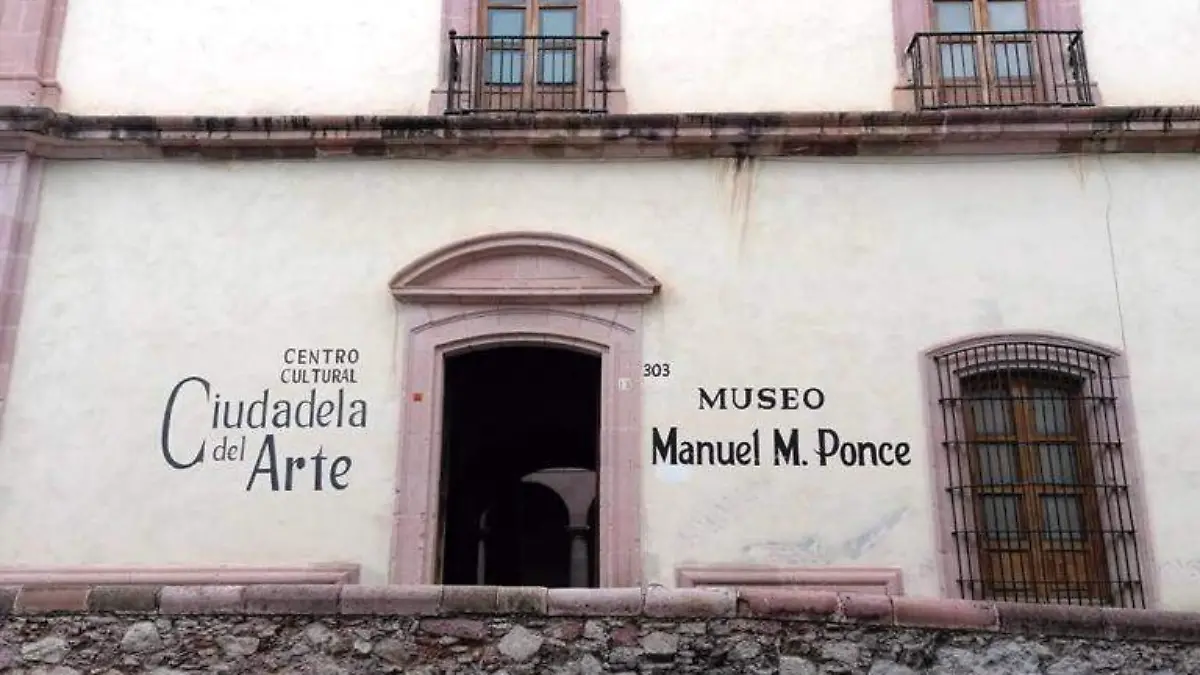 CENTRO
CULTURAL
Ciudadela
del Arte
303
MUSEO
Manuel M. Ponce